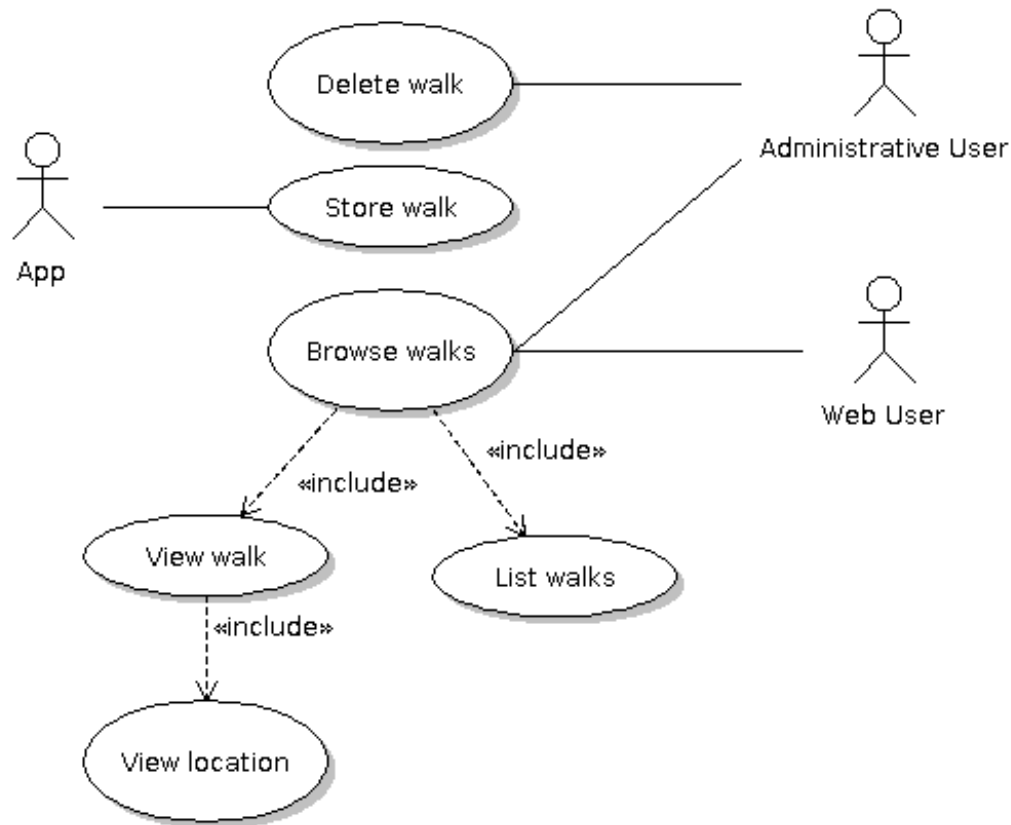 Delete walk
Administrative User
Store walk
App
Browse walks
Web User
«include»
«include»
View walk
List walks
«include»
View location